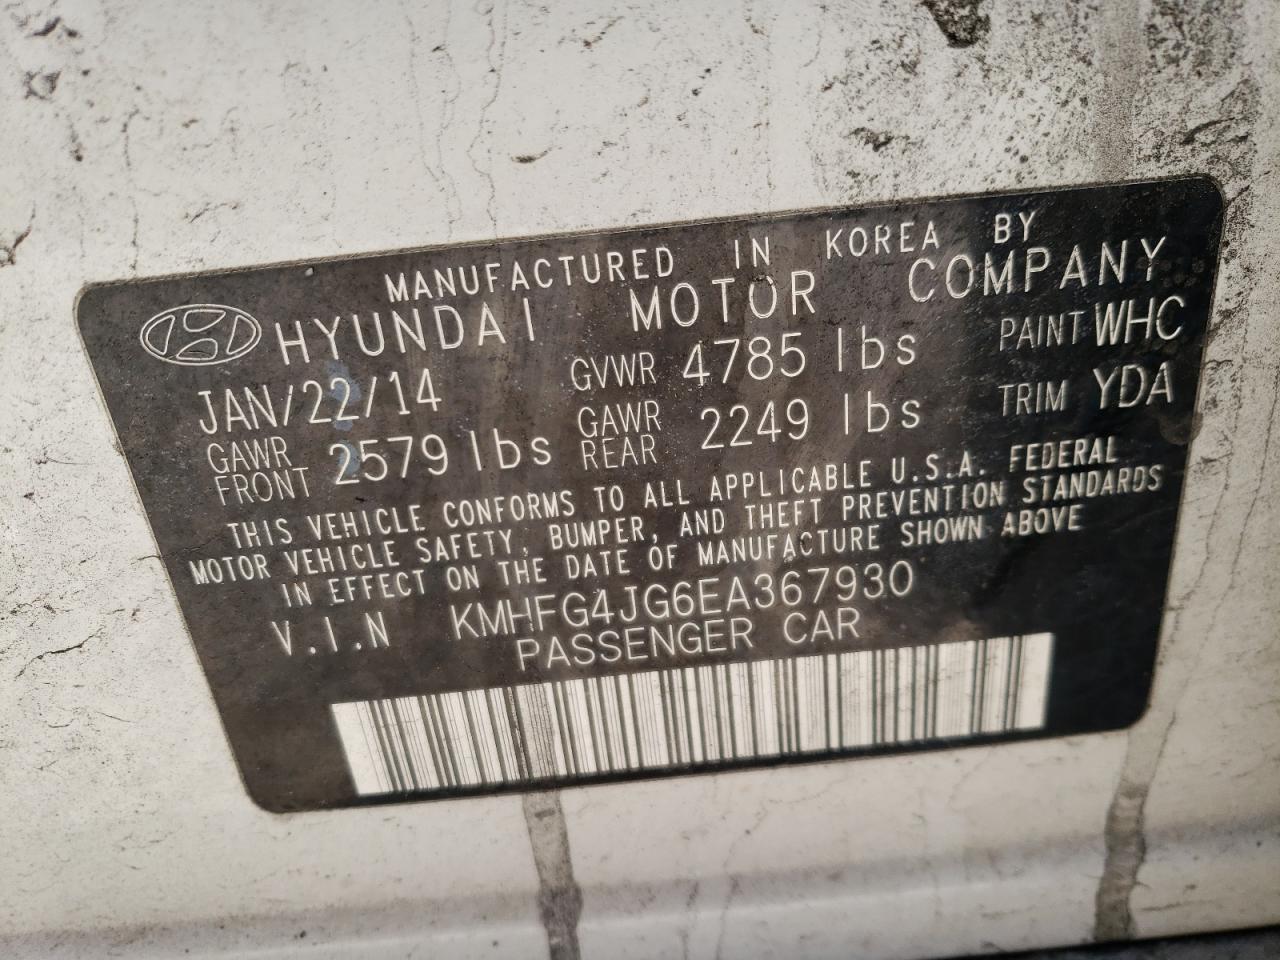 MANUFACTURED IN KOREA BY
HYUNDAI MOTOR COMPANY
JAN/22/14 GVWR 4785 lbs PAINT WHC
GAWR FRONT 2579 lbs GAWR REAR 2249 lbs TRIM YDA
THIS VEHICLE CONFORMS TO ALL APPLICABLE U.S.A. FEDERAL
MOTOR VEHICLE SAFETY, BUMPER, AND THEFT PREVENTION STANDARDS
IN EFFECT ON THE DATE OF MANUFACTURE SHOWN ABOVE
V.I.N KMHFG4JG6EA367930
PASSENGER CAR